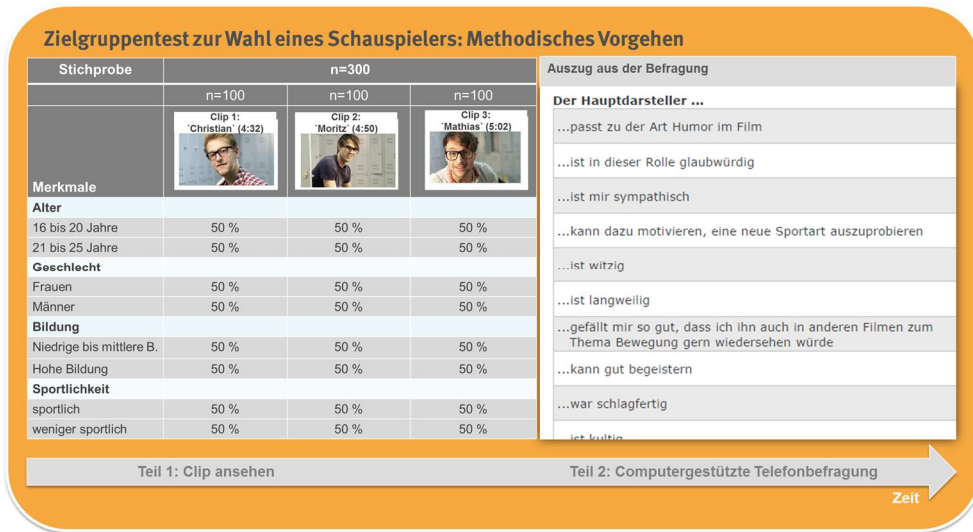 Zielgruppentest zur Wahl eines Schauspielers: Methodisches Vorgehen
Stichprobe n=300
n=100 n=100 n=100
Merkmale
Clip 1:
´Christian` (4:32)
Clip 2:
´Moritz` (4:50)
Clip 3:
´Mathias` (5:02)
Alter
16 bis 20 Jahre 50 % 50 % 50 %
21 bis 25 Jahre 50 % 50 % 50 %
Geschlecht
Frauen 50 % 50 % 50 %
Männer 50 % 50 % 50 %
Bildung
Niedrige bis mittlere B. 50 % 50 % 50 %
Hohe Bildung 50 % 50 % 50 %
Sportlichkeit
sportlich 50 % 50 % 50 %
weniger sportlich 50 % 50 % 50 %
Auszug aus der Befragung
Der Hauptdarsteller ...
...passt zu der Art Humor im Film
...ist in dieser Rolle glaubwürdig
...ist mir sympathisch
...kann dazu motivieren, eine neue Sportart auszuprobieren
...ist witzig
...ist langweilig
...gefällt mir so gut, dass ich ihn auch in anderen Filmen zum
Thema Bewegung gern wiedersehen würde
...kann gut begeistern
...war schlagfertig
...ist kultig
Teil 1: Clip ansehen
Teil 2: Computergestützte Telefonbefragung
Zeit